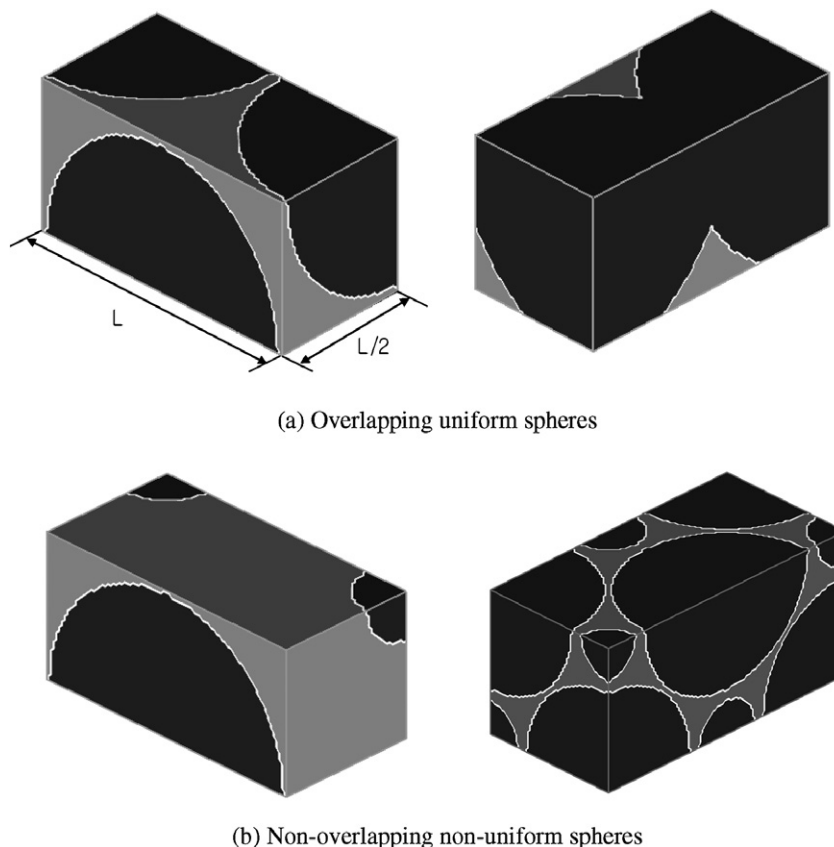 L
L/2
(a) Overlapping uniform spheres
(b) Non-overlapping non-uniform spheres